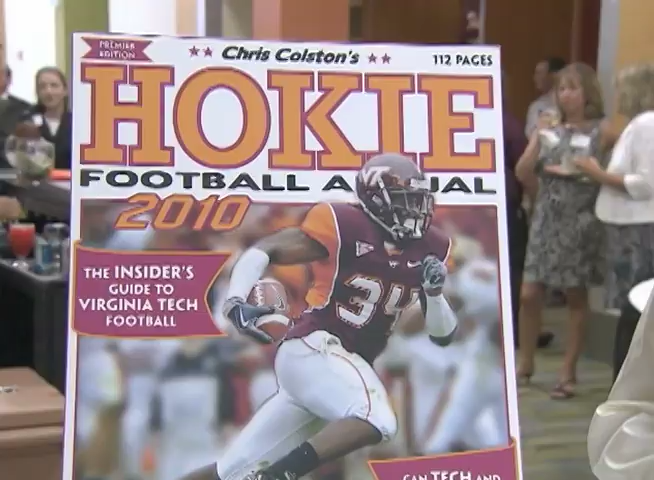 PREMIER
EDITION
Chris Colston's
112 PAGES
HOKIE
FOOTBALL A UAL
2010
THE INSIDER'S
GUIDE TO
VIRGINIA TECH
FOOTBALL
VT
34
CAN TECH AND